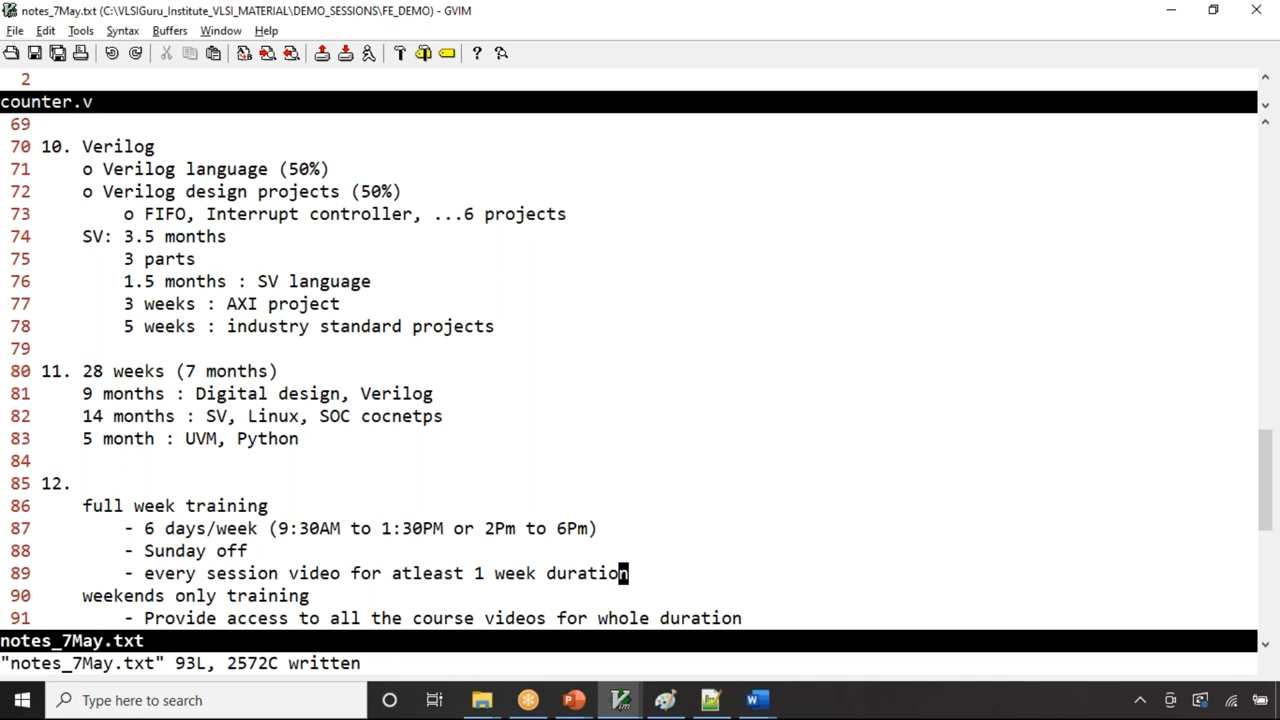 notes_7May.txt (C:\VLSIGuru_Institute_VLSI_MATERIAL\DEMO_SESSIONS\FE_DEMO) - GVIM
File Edit Tools Syntax Buffers Window Help
2
counter.v
69
70 10. Verilog
71 o Verilog language (50%)
72 o Verilog design projects (50%)
73 o FIFO, Interrupt controller, ...6 projects
74 SV: 3.5 months
75 3 parts
76 1.5 months : SV language
77 3 weeks : AXI project
78 5 weeks : industry standard projects
79
80 11. 28 weeks (7 months)
81 9 months : Digital design, Verilog
82 14 months : SV, Linux, SOC cocnetps
83 5 month : UVM, Python
84
85 12.
86 full week training
87 - 6 days/week (9:30AM to 1:30PM or 2Pm to 6Pm)
88 - Sunday off
89 - every session video for atleast 1 week duration
90 weekends only training
91 - Provide access to all the course videos for whole duration
notes_7May.txt
"notes_7May.txt" 93L, 2572C written
Type here to search